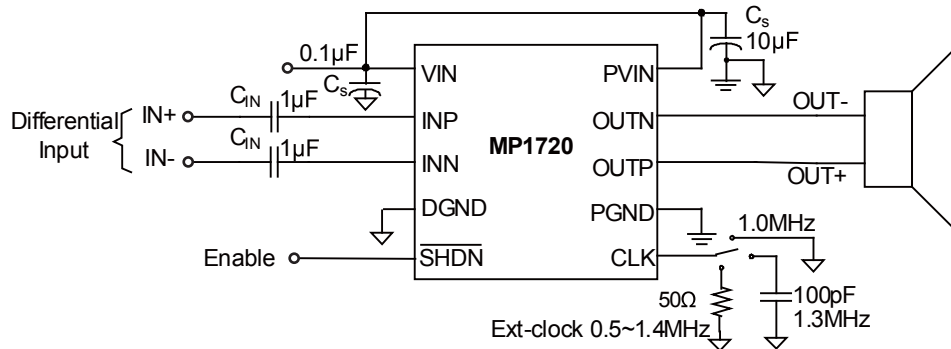 Cs
10µF
0.1µF
Cs
VIN
PVIN
CIN
1µF
IN+
INP
OUTN
OUT-
Differential
Input
MP1720
CIN
1µF
IN-
INN
OUTP
OUT+
DGND
PGND
1.0MHz
Enable
SHDN
CLK
50Ω
100pF
1.3MHz
Ext-clock 0.5~1.4MHz